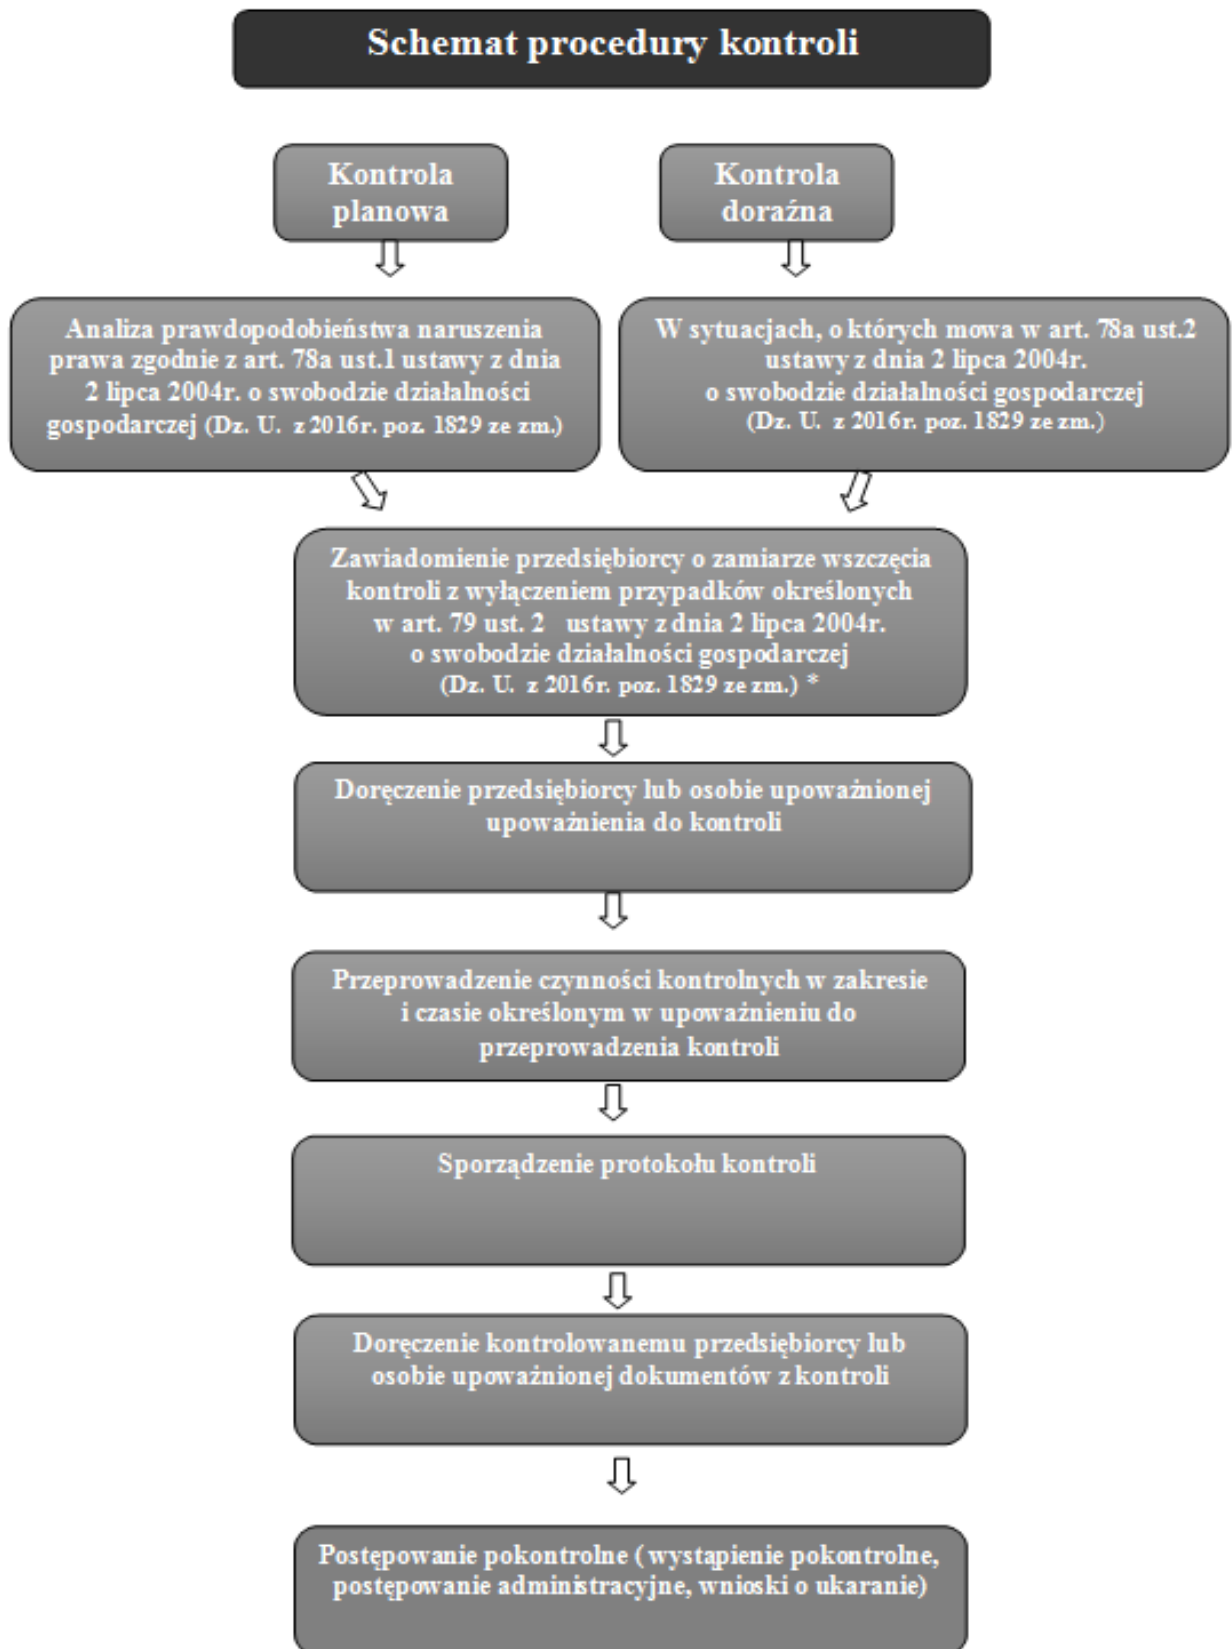 Schemat procedury kontroli
Kontrola
planowa
Kontrola
doraźna
Analiza prawdopodobieństwa naruszenia
prawa zgodnie z art. 78a ust.1 ustawy z dnia
2 lipca 2004r. o swobodzie działalności
gospodarczej (Dz. U. z 2016r. poz. 1829 ze zm.)
W sytuacjach, o których mowa w art. 78a ust.2
ustawy z dnia 2 lipca 2004r.
o swobodzie działalności gospodarczej
(Dz. U. z 2016r. poz. 1829 ze zm.)
Zawiadomienie przedsiębiorcy o zamiarze wszczęcia
kontroli z wyłączeniem przypadków określonych
w art. 79 ust. 2 ustawy z dnia 2 lipca 2004r.
o swobodzie działalności gospodarczej
(Dz. U. z 2016r. poz. 1829 ze zm.) *
Doręczenie przedsiębiorcy lub osobie upoważnionej
upoważnienia do kontroli
Przeprowadzenie czynności kontrolnych w zakresie
i czasie określonym w upoważnieniu do
przeprowadzenia kontroli
Sporządzenie protokołu kontroli
Doręczenie kontrolowanemu przedsiębiorcy lub
osobie upoważnionej dokumentów z kontroli
Postępowanie pokontrolne ( wystąpienie pokontrolne,
postępowanie administracyjne, wnioski o ukaranie)